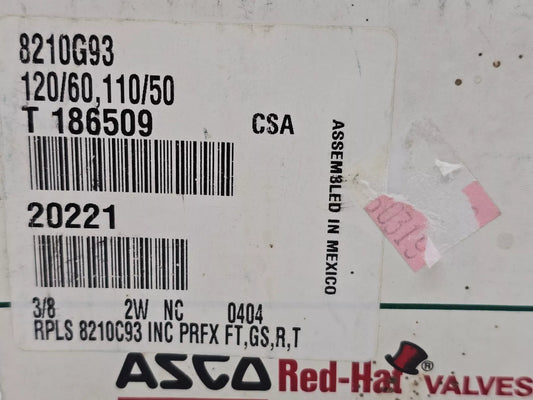 8210G93
120/60,110/50
T 186509 CSA
20221
3/8 2W NC 0404
RPLS 8210C93 INC PRFX FT,GS,R,T
ASSEMBLED IN MEXICO
ASCO Red-Hat® VALVES